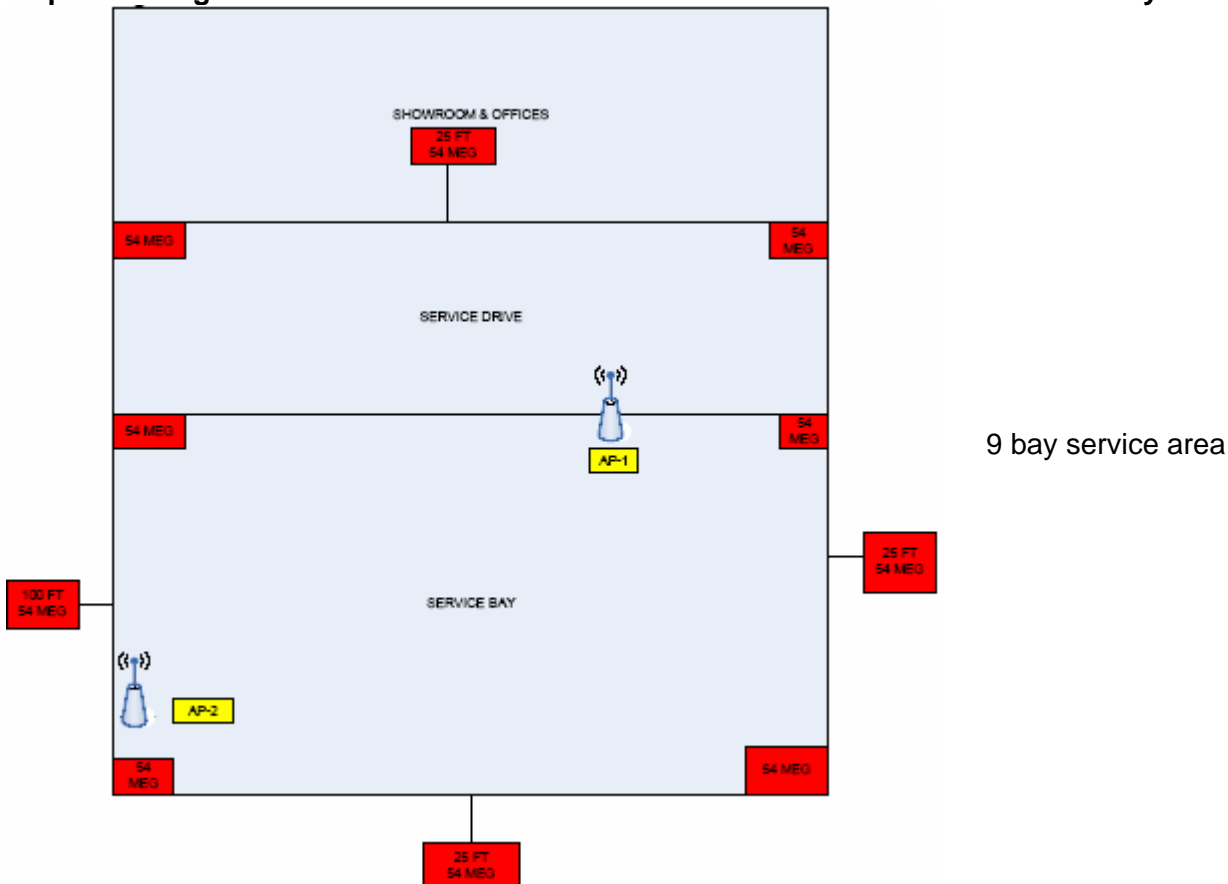 SHOWROOM & OFFICES
25 FT
54 MEG
54 MEG
54
MEG
SERVICE DRIVE
54 MEG
54
MEG
AP-1
9 bay service area
25 FT
54 MEG
100 FT
54 MEG
SERVICE BAY
AP-2
54
MEG
54 MEG
25 FT
54 MEG